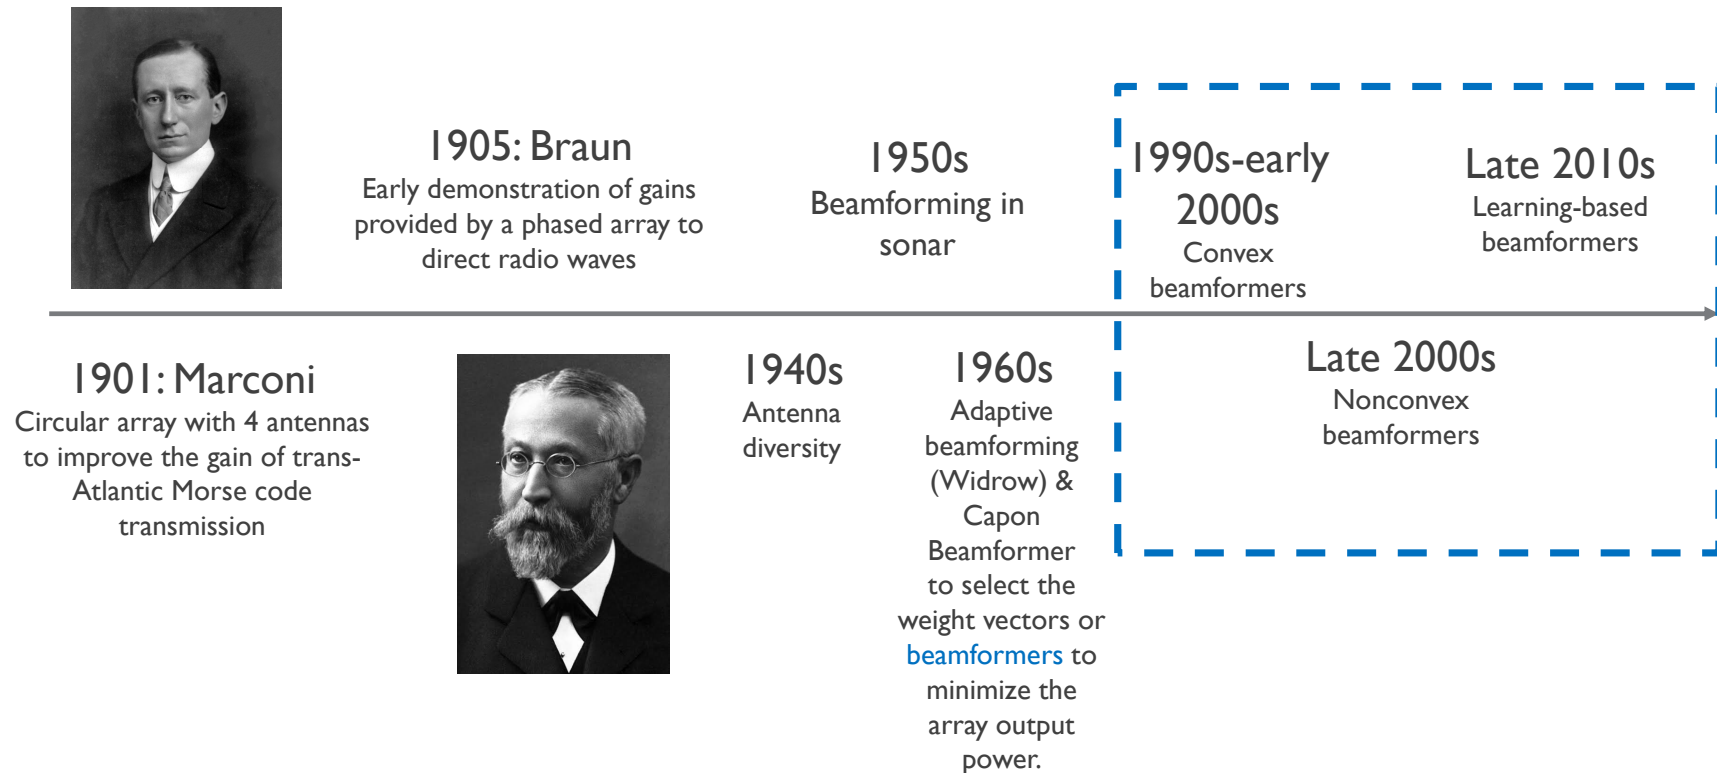 1901: Marconi
Circular array with 4 antennas
to improve the gain of trans-
Atlantic Morse code
transmission
1905: Braun
Early demonstration of gains
provided by a phased array to
direct radio waves
1940s
Antenna
diversity
1950s
Beamforming in
sonar
1960s
Adaptive
beamforming
(Widrow) &
Capon
Beamformer
to select the
weight vectors or
beamformers to
minimize the
array output
power.
1990s-early
2000s
Convex
beamformers
Late 2000s
Nonconvex
beamformers
Late 2010s
Learning-based
beamformers